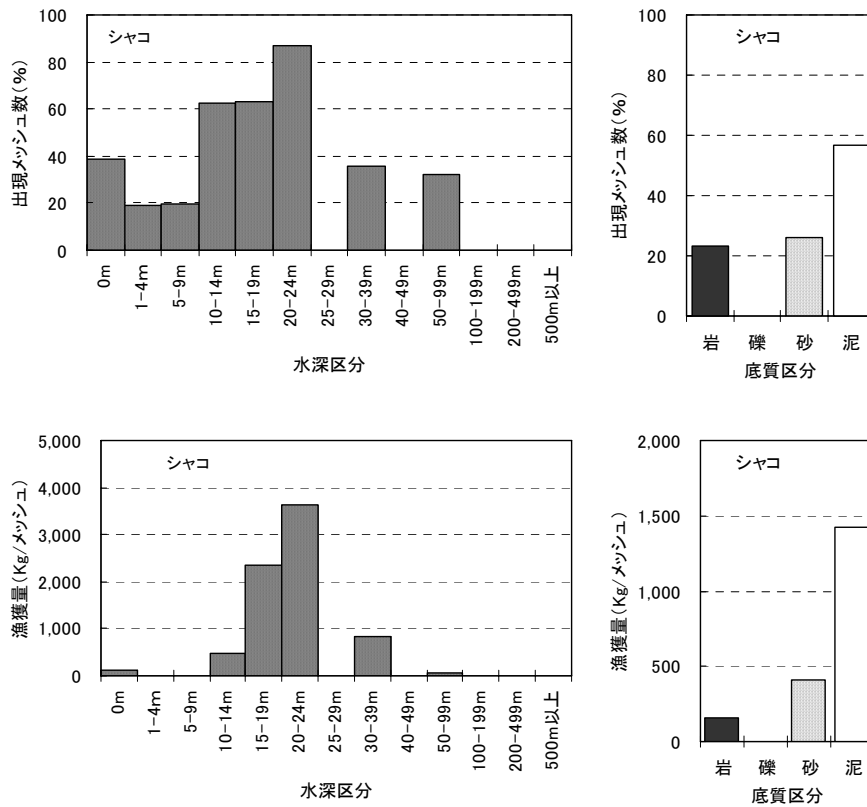 シャコ
出現メッシュ数(%)
100
80
60
40
20
0
0m
1-4m
5-9m
10-14m
15-19m
20-24m
25-29m
30-39m
40-49m
50-99m
100-199m
200-499m
500m以上
水深区分
シャコ
出現メッシュ数(%)
100
80
60
40
20
0
岩 礫 砂 泥
底質区分
シャコ
漁獲量(Kg/メッシュ)
5,000
4,000
3,000
2,000
1,000
0
0m
1-4m
5-9m
10-14m
15-19m
20-24m
25-29m
30-39m
40-49m
50-99m
100-199m
200-499m
500m以上
水深区分
シャコ
漁獲量(Kg/メッシュ)
2,000
1,500
1,000
500
0
岩 礫 砂 泥
底質区分